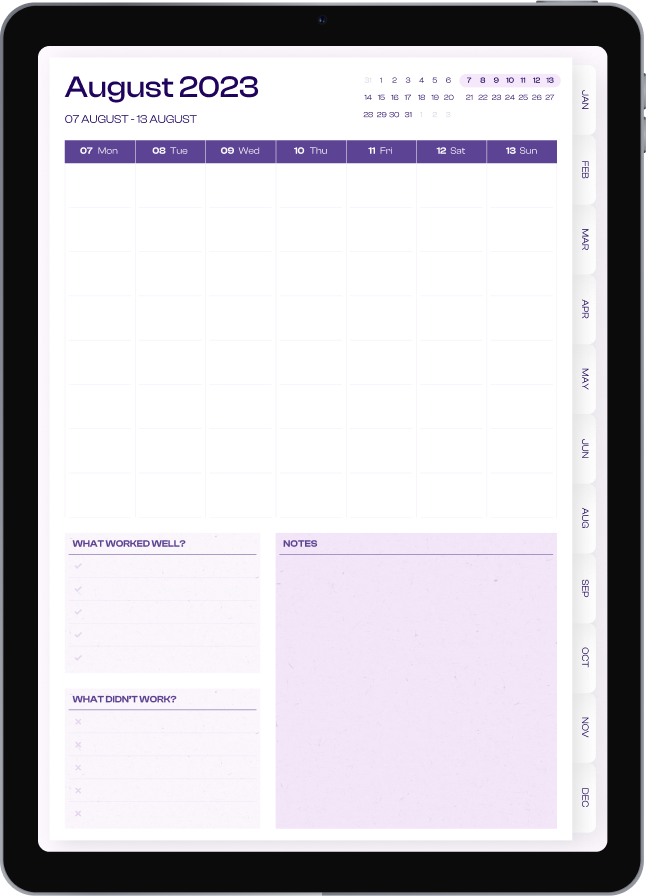 August 2023
07 AUGUST - 13 AUGUST
31 1 2 3 4 5 6 7 8 9 10 11 12 13
14 15 16 17 18 19 20 21 22 23 24 25 26 27
28 29 30 31 1 2 3
07 Mon 08 Tue 09 Wed 10 Thu 11 Fri 12 Sat 13 Sun
WHAT WORKED WELL?
WHAT DIDN'T WORK?
NOTES
JAN
FEB
MAR
APR
MAY
JUN
AUG
SEP
OCT
NOV
DEC